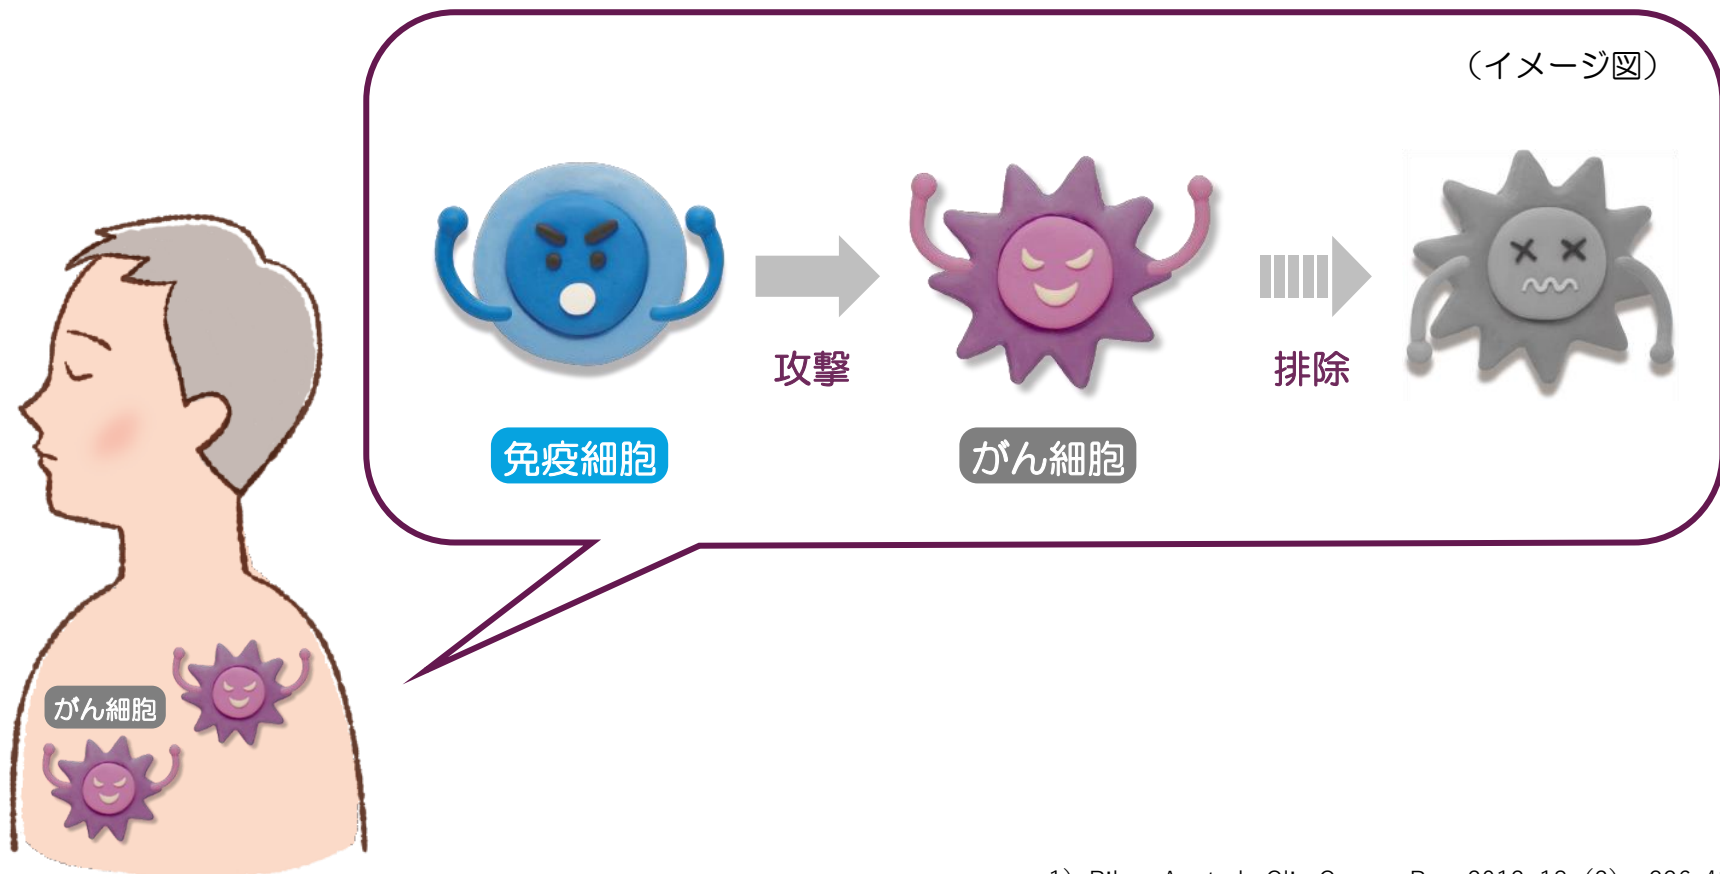 （イメージ図）
攻撃
排除
免疫細胞
がん細胞
がん細胞